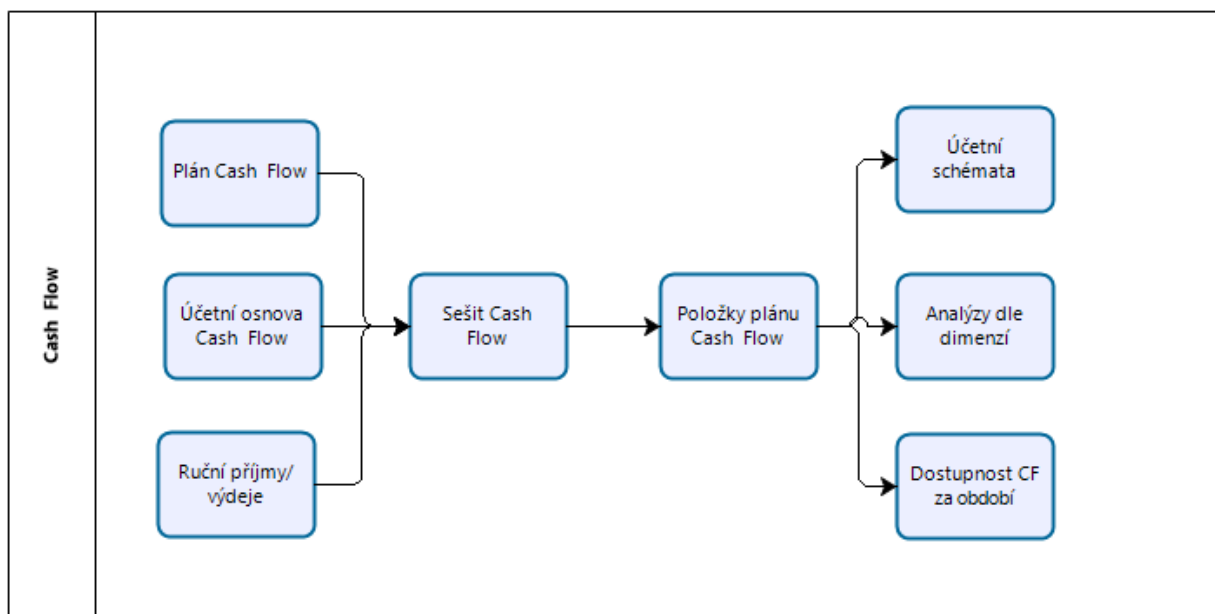 Cash Flow
Plán Cash Flow
Účetní osnova
Cash Flow
Ruční příjmy/
výdeje
Sešit Cash
Flow
Položky plánu
Cash Flow
Účetní
schémata
Analýzy dle
dimenzí
Dostupnost CF
za období